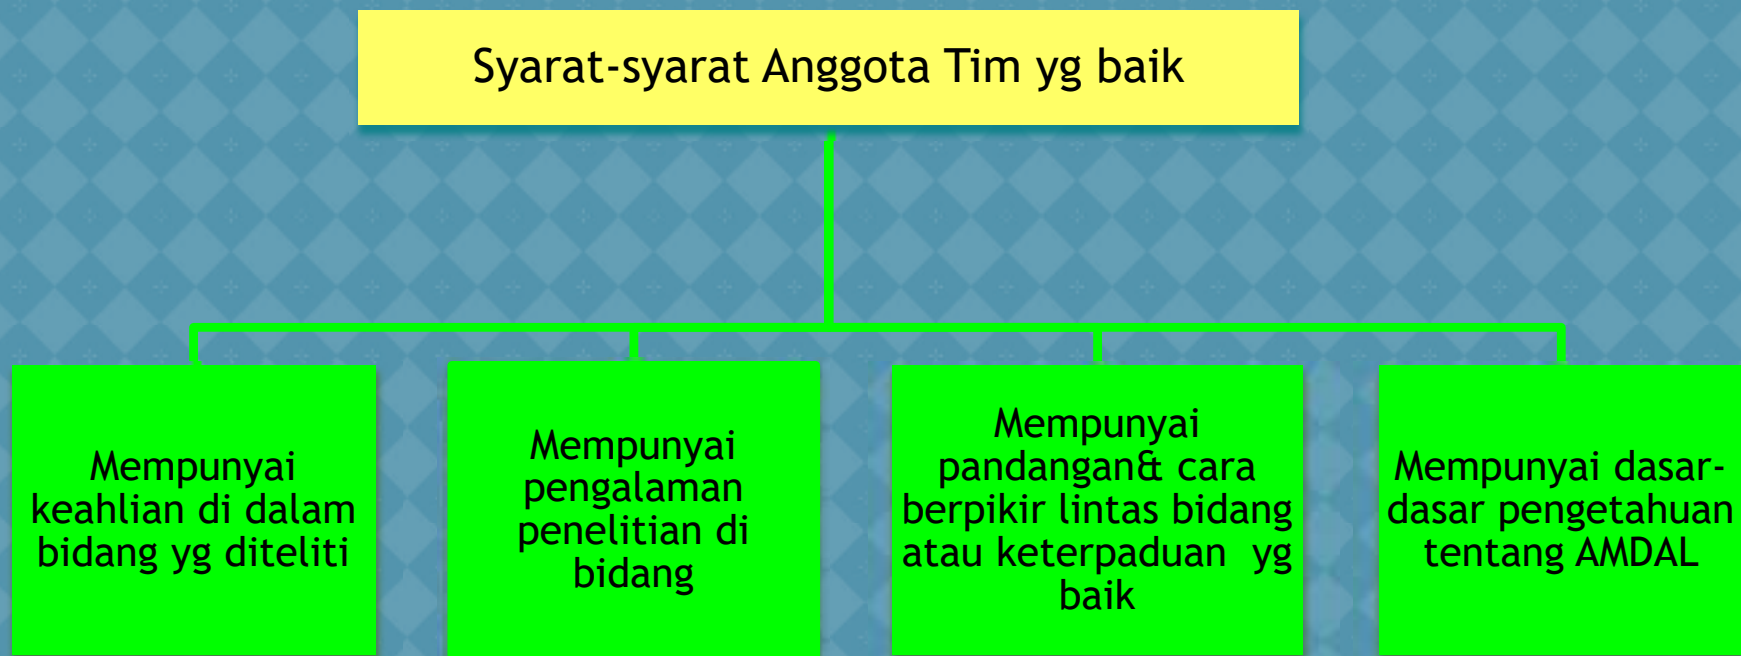 Syarat-syarat Anggota Tim yg baik
Mempunyai
keahlian di dalam
bidang yg diteliti
Mempunyai
pengalaman
penelitian di
bidang
Mempunyai
pandangan& cara
berpikir lintas bidang
atau keterpaduan yg
baik
Mempunyai dasar-
dasar pengetahuan
tentang AMDAL